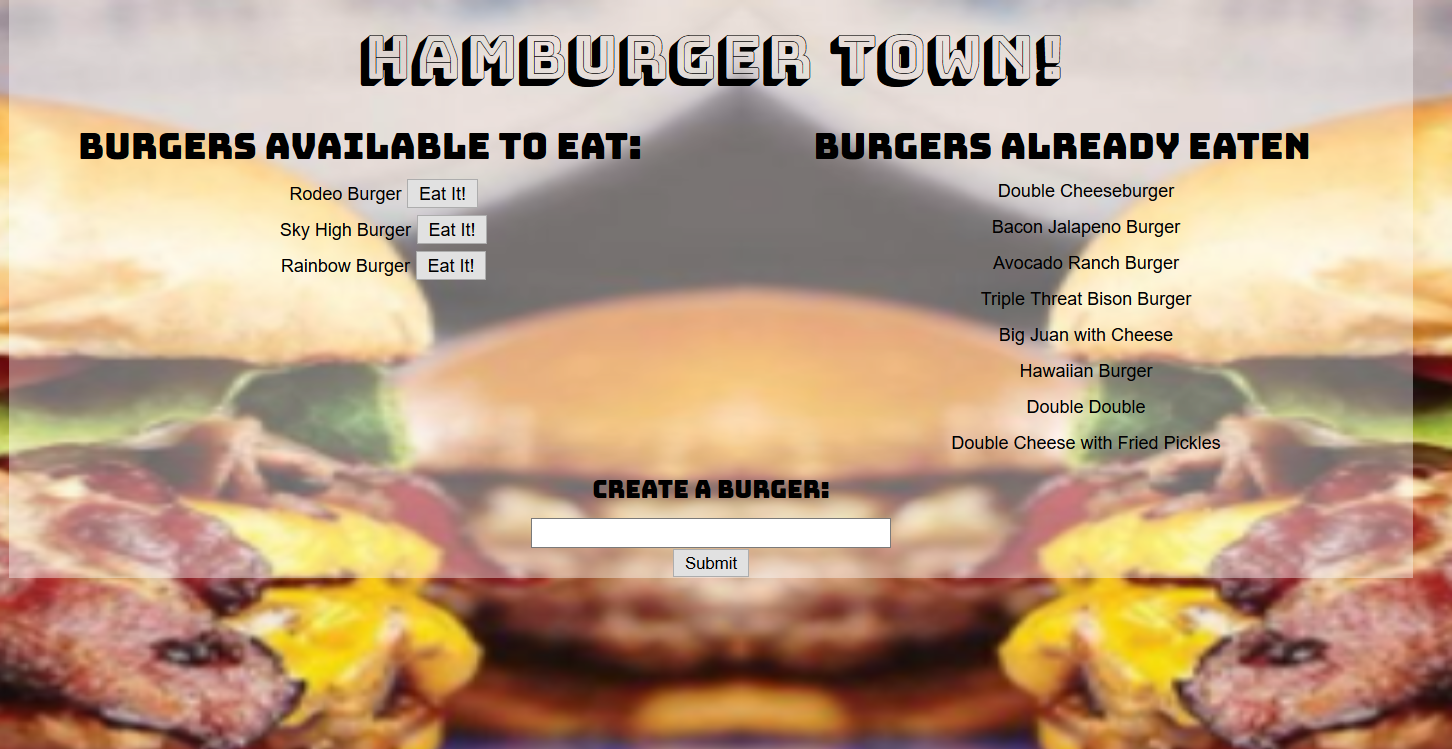 HAMBURGER TOWN!
BURGERS AVAILABLE TO EAT:
Rodeo Burger Eat It!
Sky High Burger Eat It!
Rainbow Burger Eat It!
BURGERS ALREADY EATEN
Double Cheeseburger
Bacon Jalapeno Burger
Avocado Ranch Burger
Triple Threat Bison Burger
Big Juan with Cheese
Hawaiian Burger
Double Double
Double Cheese with Fried Pickles
CREATE A BURGER:
Submit